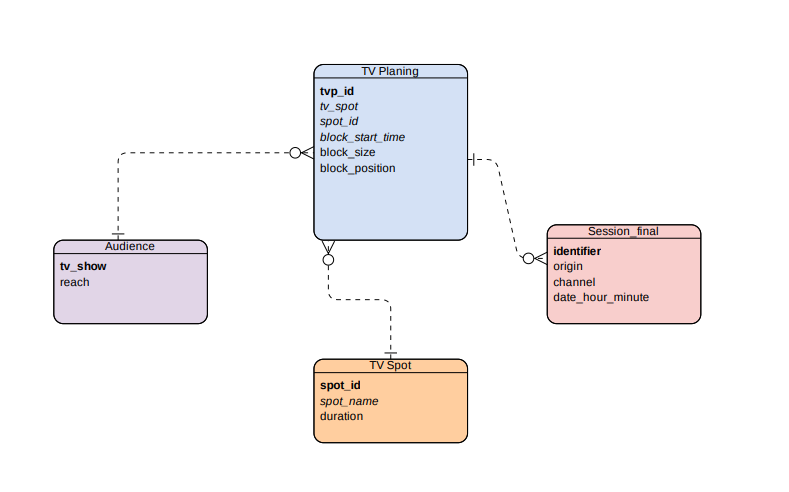 TV Planing
tvp_id
tv_spot
spot_id
block_start_time
block_size
block_position
Audience
tv_show
reach
Session_final
identifier
origin
channel
date_hour_minute
TV Spot
spot_id
spot_name
duration